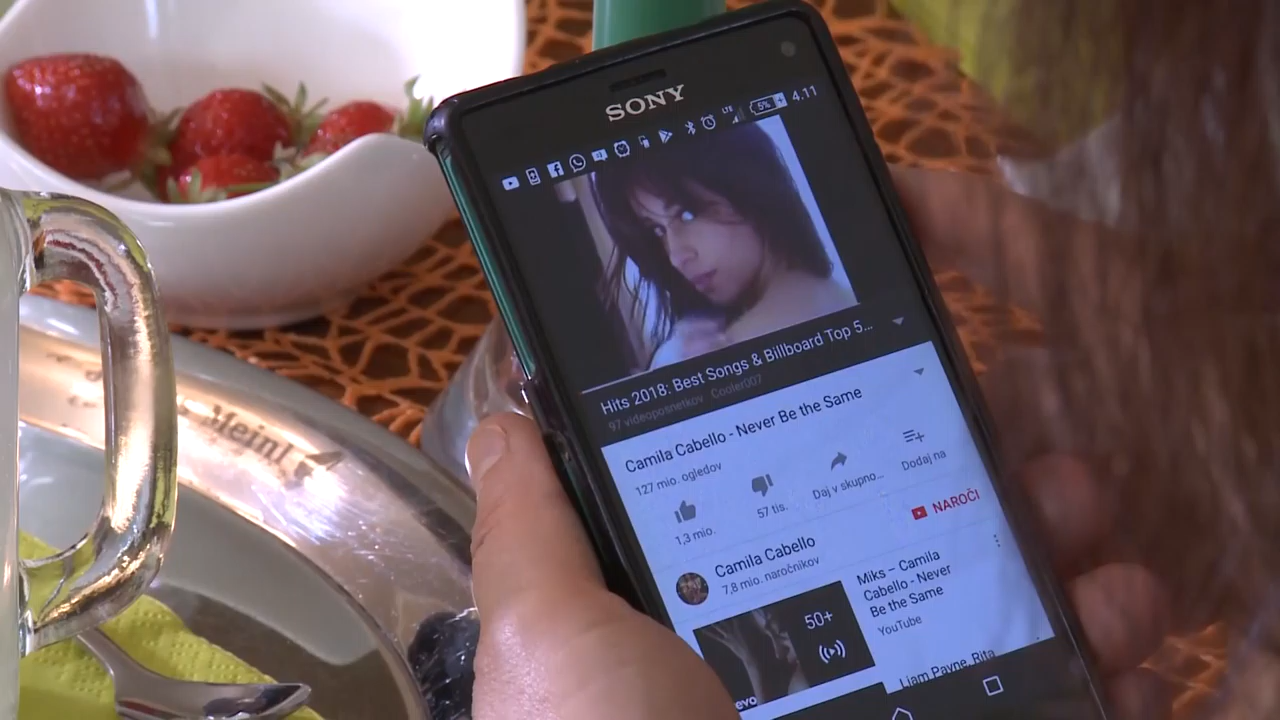 SONY
LTE 5% 4.11
Hits 2018: Best Songs & Billboard Top 5...
97 videoposnetkov Cooler007
Camila Cabello - Never Be the Same
127 mio. ogledov
1,3 mio.
57 tis.
Daj v skupno...
Dodaj na
NAROČI
Camila Cabello
7,8 mio. naročnikov
50+
evo
Miks – Camila
Cabello - Never
Be the Same
YouTube
Liam Payne, Rita
Meinl